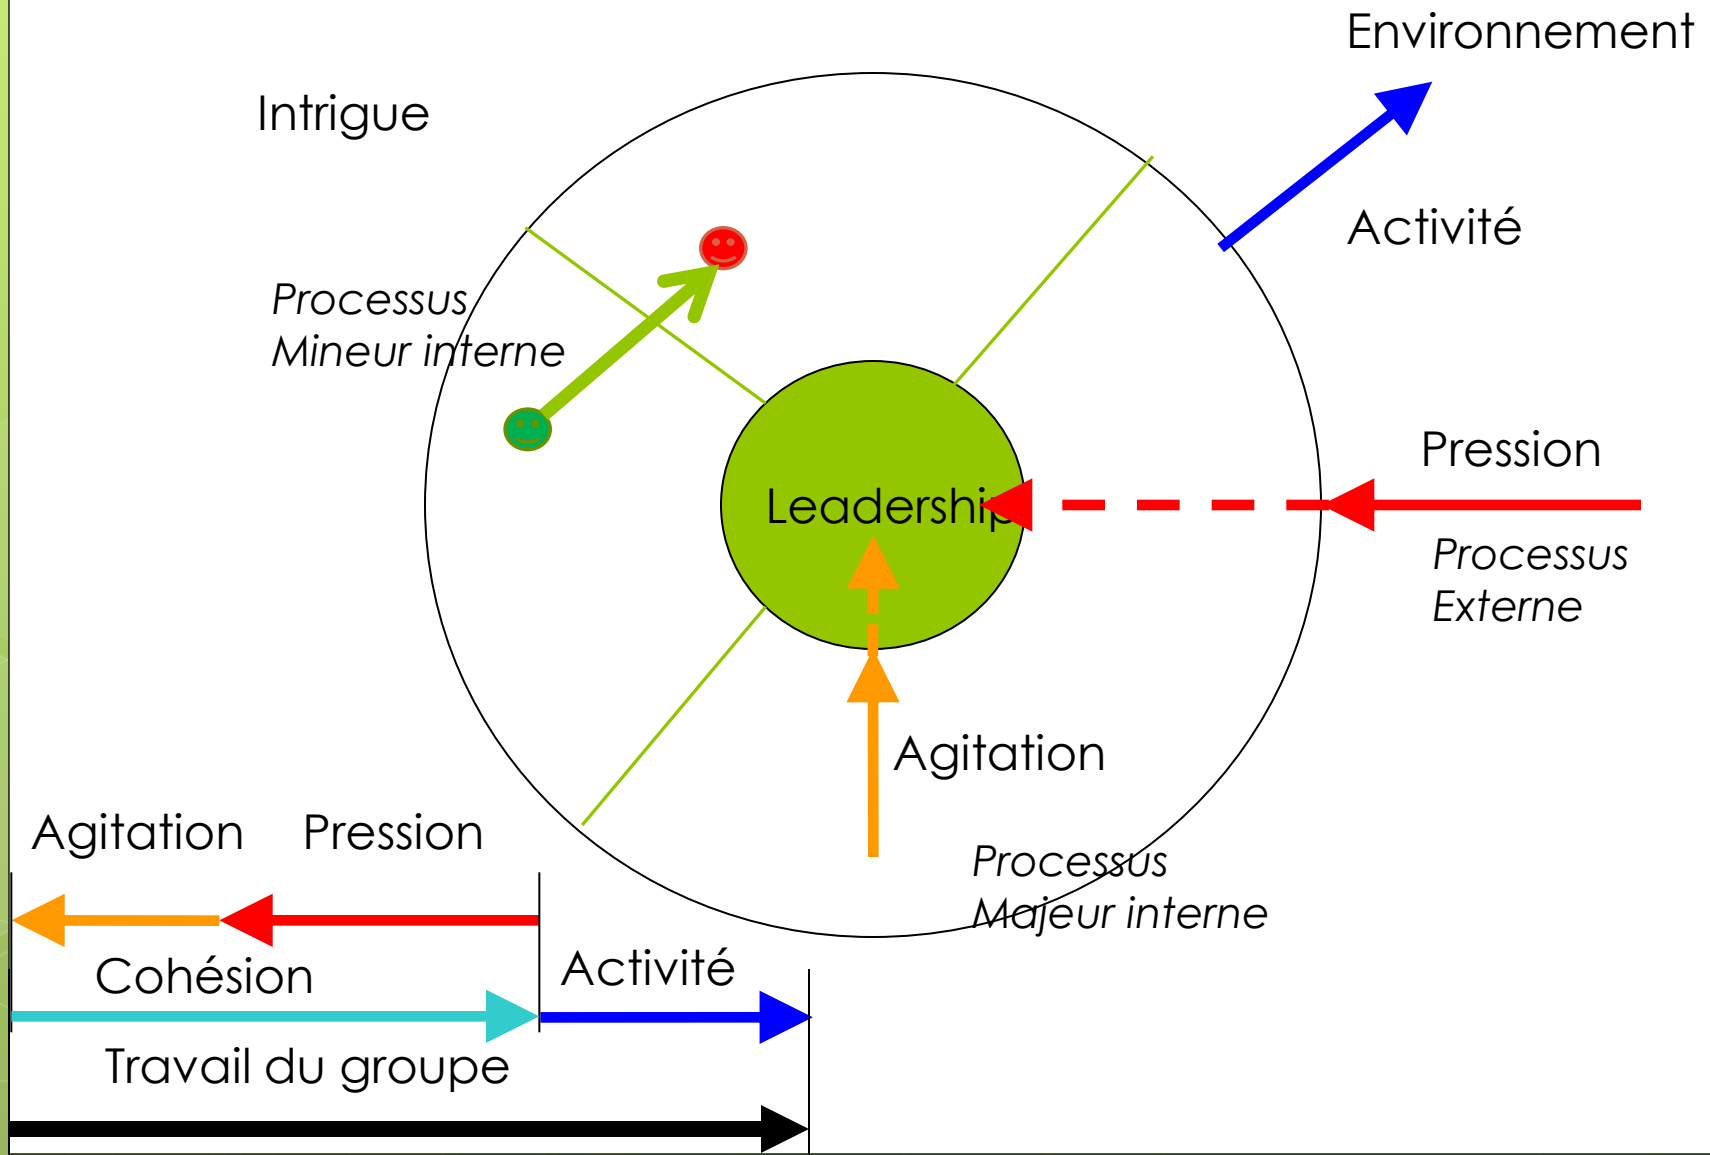 Environnement
Intrigue
Activité
Processus
Mineur interne
Pression
Leadership
Processus
Externe
Agitation
Agitation
Pression
Processus
Majeur interne
Cohésion
Activité
Travail du groupe